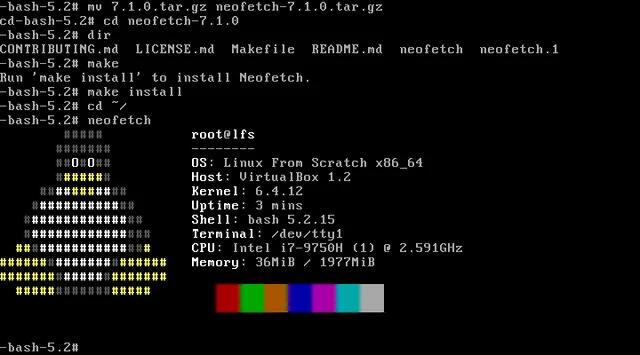 -bash-5.2# mv 7.1.0.tar.gz neofetch-7.1.0.tar.gz
cd-bash-5.2# cd neofetch-7.1.0
-bash-5.2# dir
CONTRIBUTING.md  LICENSE.md  Makefile  README.md  neofetch  neofetch.1
-bash-5.2# make
Run 'make install' to install Neofetch.
-bash-5.2# make install
-bash-5.2# cd ~/
-bash-5.2# neofetch
root@lfs
--------
OS: Linux From Scratch x86_64
Host: VirtualBox 1.2
Kernel: 6.4.12
Uptime: 3 mins
Shell: bash 5.2.15
Terminal: /dev/tty1
CPU: Intel i7-9750H (1) @ 2.591GHz
Memory: 36MiB / 1977MiB
-bash-5.2#